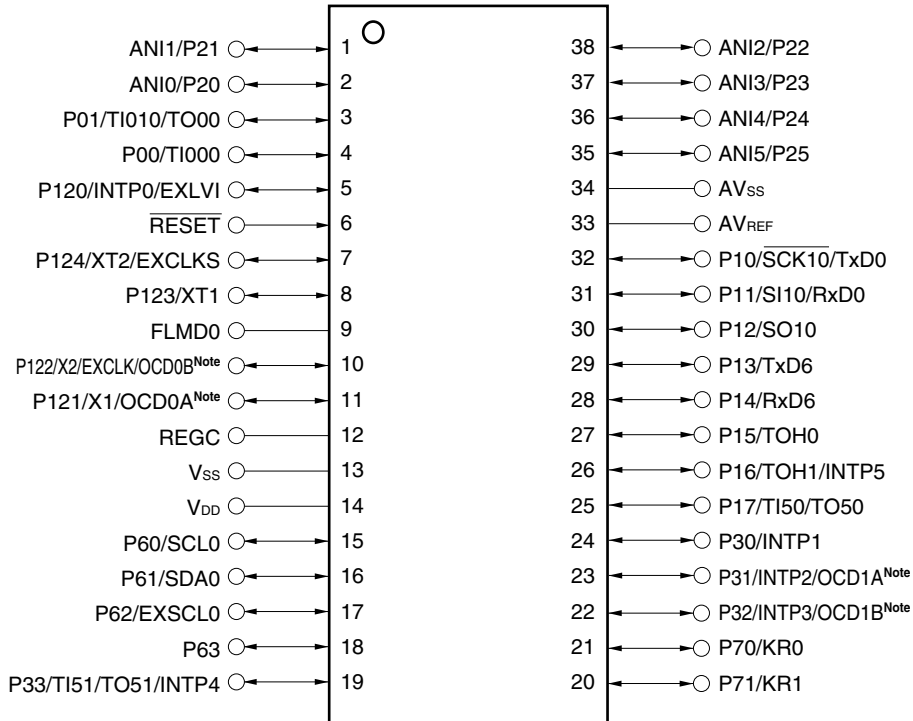 ANI1/P21 1 38 ANI2/P22
ANI0/P20 2 37 ANI3/P23
P01/TI010/TO00 3 36 ANI4/P24
P00/TI000 4 35 ANI5/P25
P120/INTP0/EXLVI 5 34 AVSS
RESET 6 33 AVREF
P124/XT2/EXCLKS 7 32 P10/SCK10/TxD0
P123/XT1 8 31 P11/SI10/RxD0
FLMD0 9 30 P12/SO10
P122/X2/EXCLK/OCD0BNote 10 29 P13/TxD6
P121/X1/OCD0ANote 11 28 P14/RxD6
REGC 12 27 P15/TOH0
VSS 13 26 P16/TOH1/INTP5
VDD 14 25 P17/TI50/TO50
P60/SCL0 15 24 P30/INTP1
P61/SDA0 16 23 P31/INTP2/OCD1ANote
P62/EXSCL0 17 22 P32/INTP3/OCD1BNote
P63 18 21 P70/KR0
P33/TI51/TO51/INTP4 19 20 P71/KR1